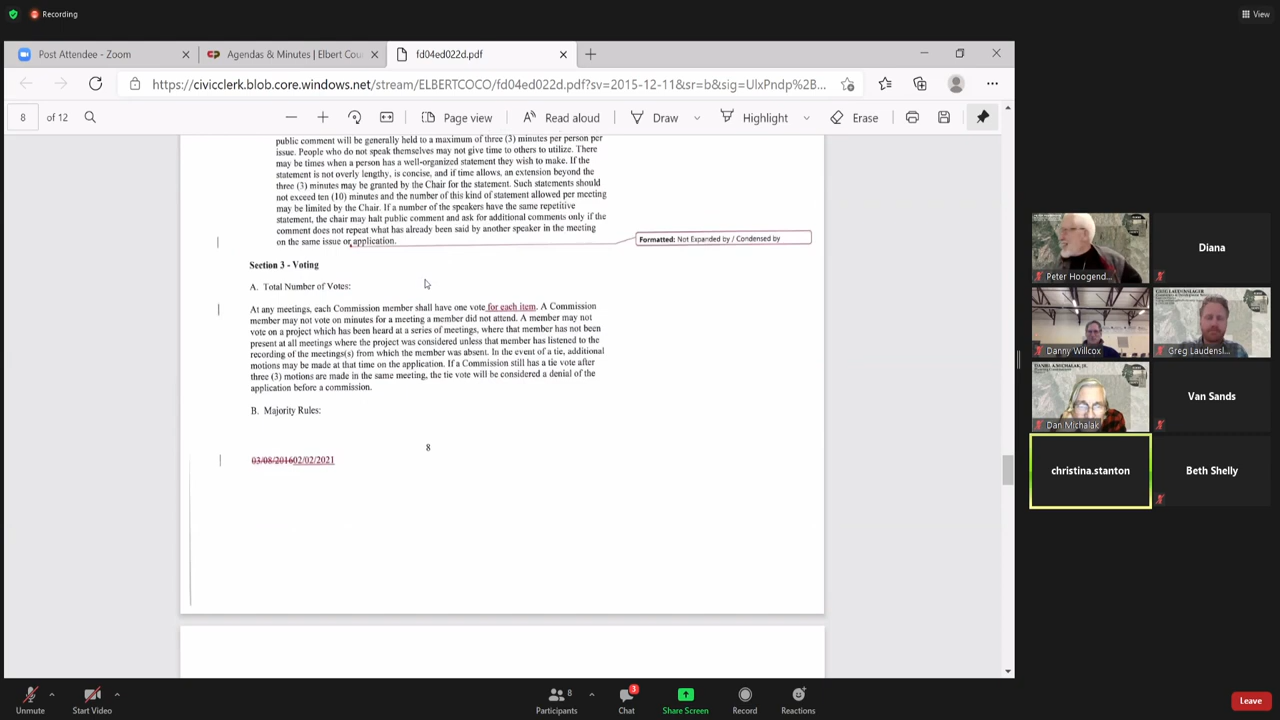 Recording
View
Post Attendee - Zoom
Agendas & Minutes | Elbert Cou
fd04ed022d.pdf
https://civicclerk.blob.core.windows.net/stream/ELBERTCOCO/fd04ed022d.pdf?sv=2015-12-11&sr=b&sig=UlxPndp%2B...
8 of 12
Page view
Read aloud
Draw
Highlight
Erase
public comment will be generally held to a maximum of three (3) minutes per person per
issue. People who do not speak themselves may not give time to others to utilize. There
may be times when a person has a well-organized statement they wish to make. If the
statement is not overly lengthy, is concise, and if time allows, an extension beyond the
three (3) minutes may be granted by the Chair for the statement. Such statements should
not exceed ten (10) minutes and the number of this kind of statement allowed per meeting
may be limited by the Chair. If a number of the speakers have the same repetitive
statement, the chair may halt public comment and ask for additional comments only if the
comment does not repeat what has already been said by another speaker in the meeting
on the same issue or application.
Formatted: Not Expanded by / Condensed by
Section 3 - Voting
A. Total Number of Votes:
At any meetings, each Commission member shall have one vote for each item. A Commission
member may not vote on minutes for a meeting a member did not attend. A member may not
vote on a project which has been heard at a series of meetings, where that member has not been
present at all meetings where the project was considered unless that member has listened to the
recording of the meetings(s) from which the member was absent. In the event of a tie, additional
motions may be made at that time on the application. If a Commission still has a tie vote after
three (3) motions are made in the same meeting, the tie vote will be considered a denial of the
application before a commission.
B. Majority Rules:
8
03/08/201602/02/2021
Peter Hoogend...
Diana
Danny Willcox
Greg Laudensl...
Dan Michalak
Van Sands
christina.stanton
Beth Shelly
Unmute
Start Video
Participants
8
Chat
3
Share Screen
Record
Reactions
Leave